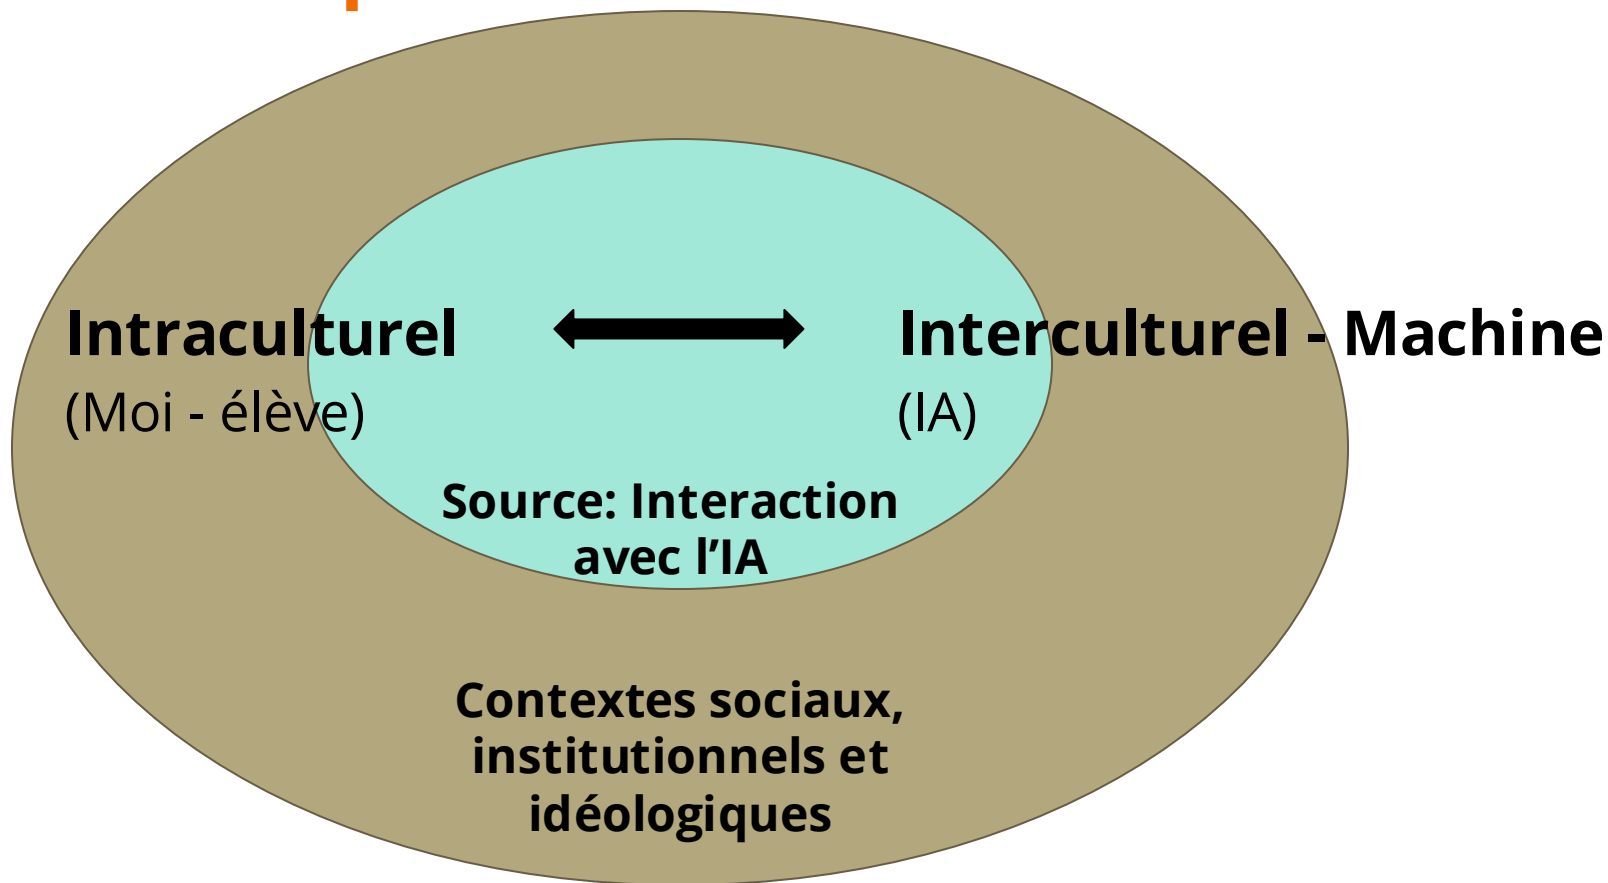 Intraculturel
Interculturel - Machine
(Moi - élève)
(IA)
Source: Interaction
avec l’IA
Contextes sociaux,
institutionnels et
idéologiques